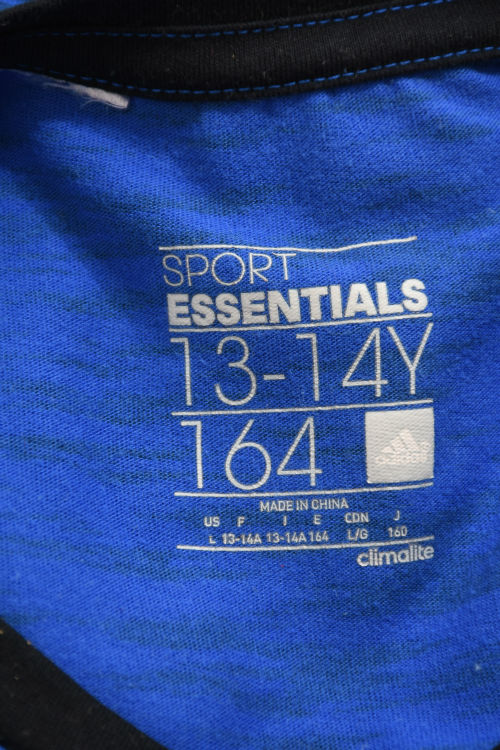 SPORT
ESSENTIALS
13-14Y
164
adidas
MADE IN CHINA
US F I E CDN J
L 13-14A 13-14A 164 L/G 160
climalite